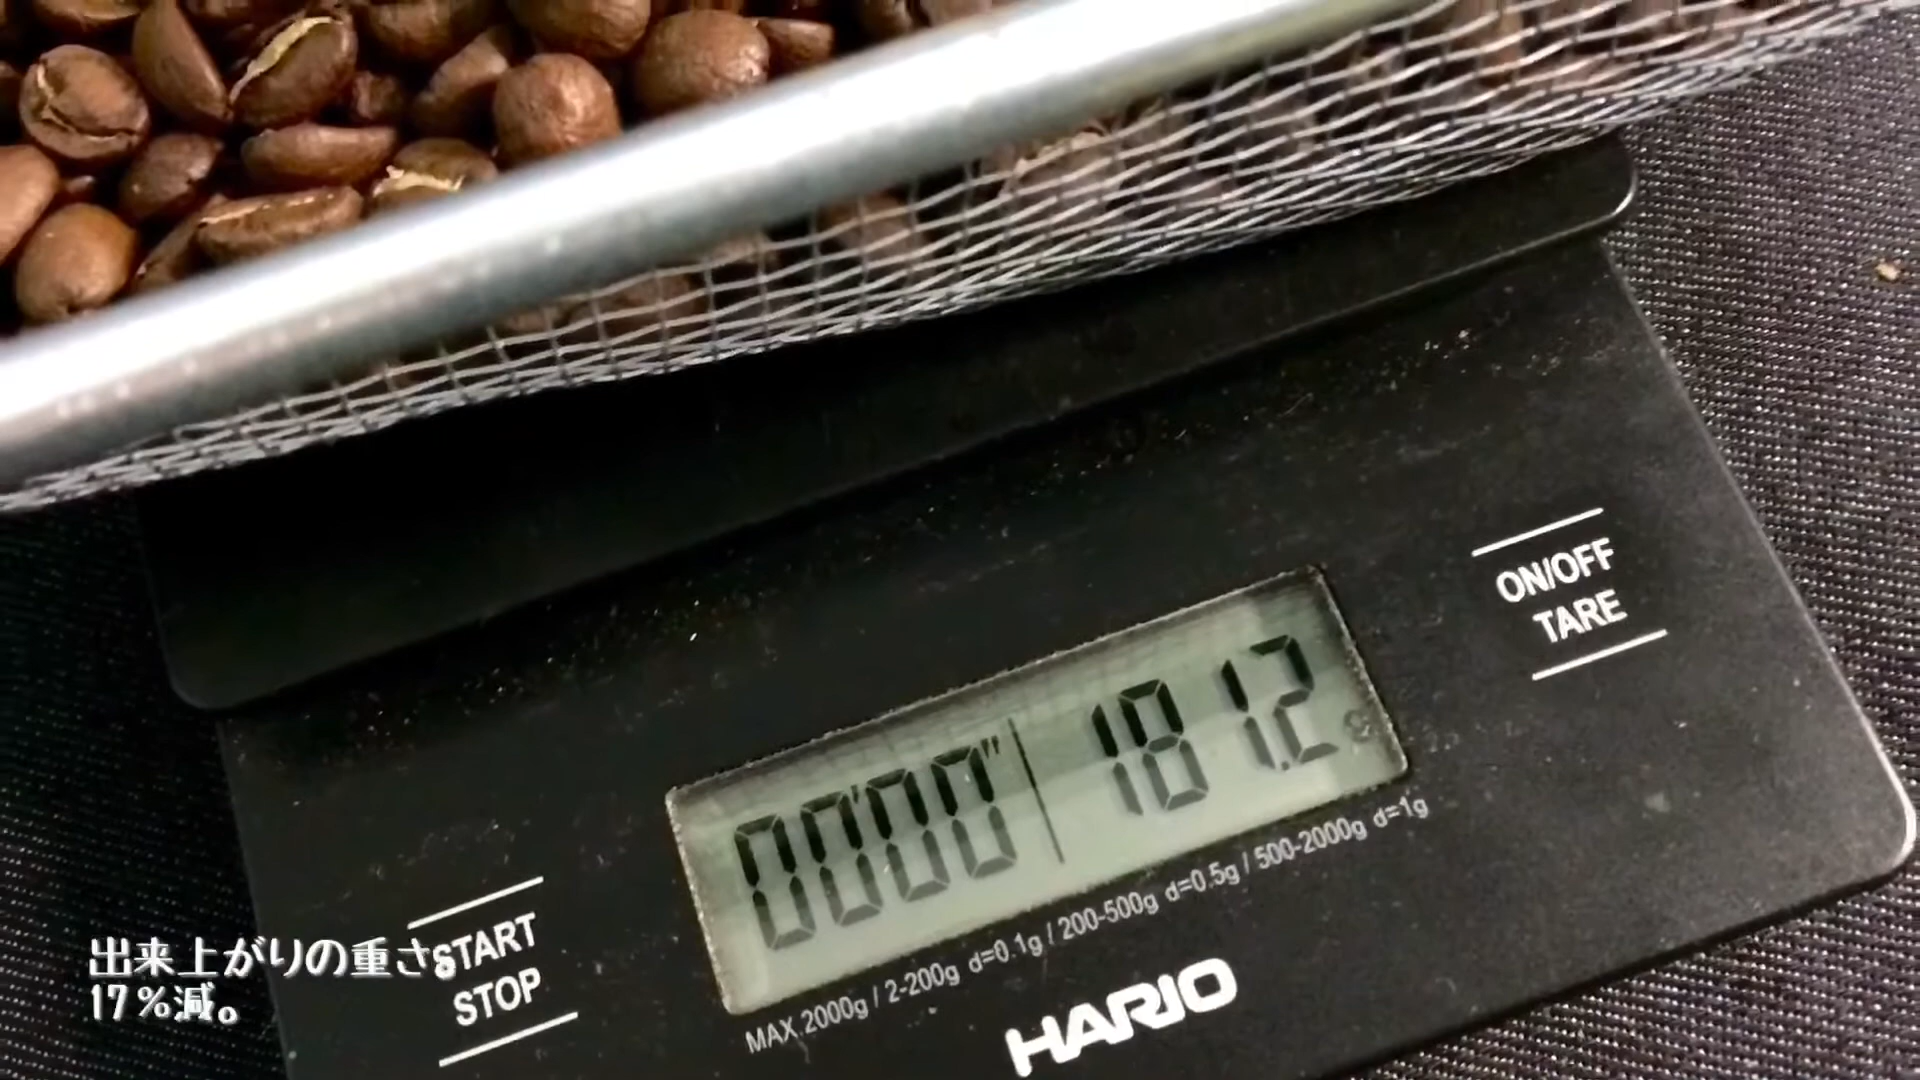 ON/OFF
TARE
00'00" 181.2 g
MAX 2000g / 2-200g d=0.1g / 200-500g d=0.5g / 500-2000g d=1g
HARIO
START
STOP
出来上がりの重さ
17%減。